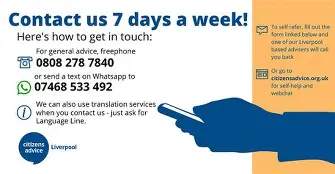 Contact us 7 days a week!
Here's how to get in touch:
For general advice, freephone
0808 278 7840
or send a text on Whatsapp to
07468 533 492
We can also use translation services
when you contact us - just ask for
Language Line.
citizens
advice
Liverpool
To self refer, fill out the
form linked below and
one of our Liverpool
based advisers will call
you back
Or go to
citizensadvice.org.uk
for self-help and
webchat